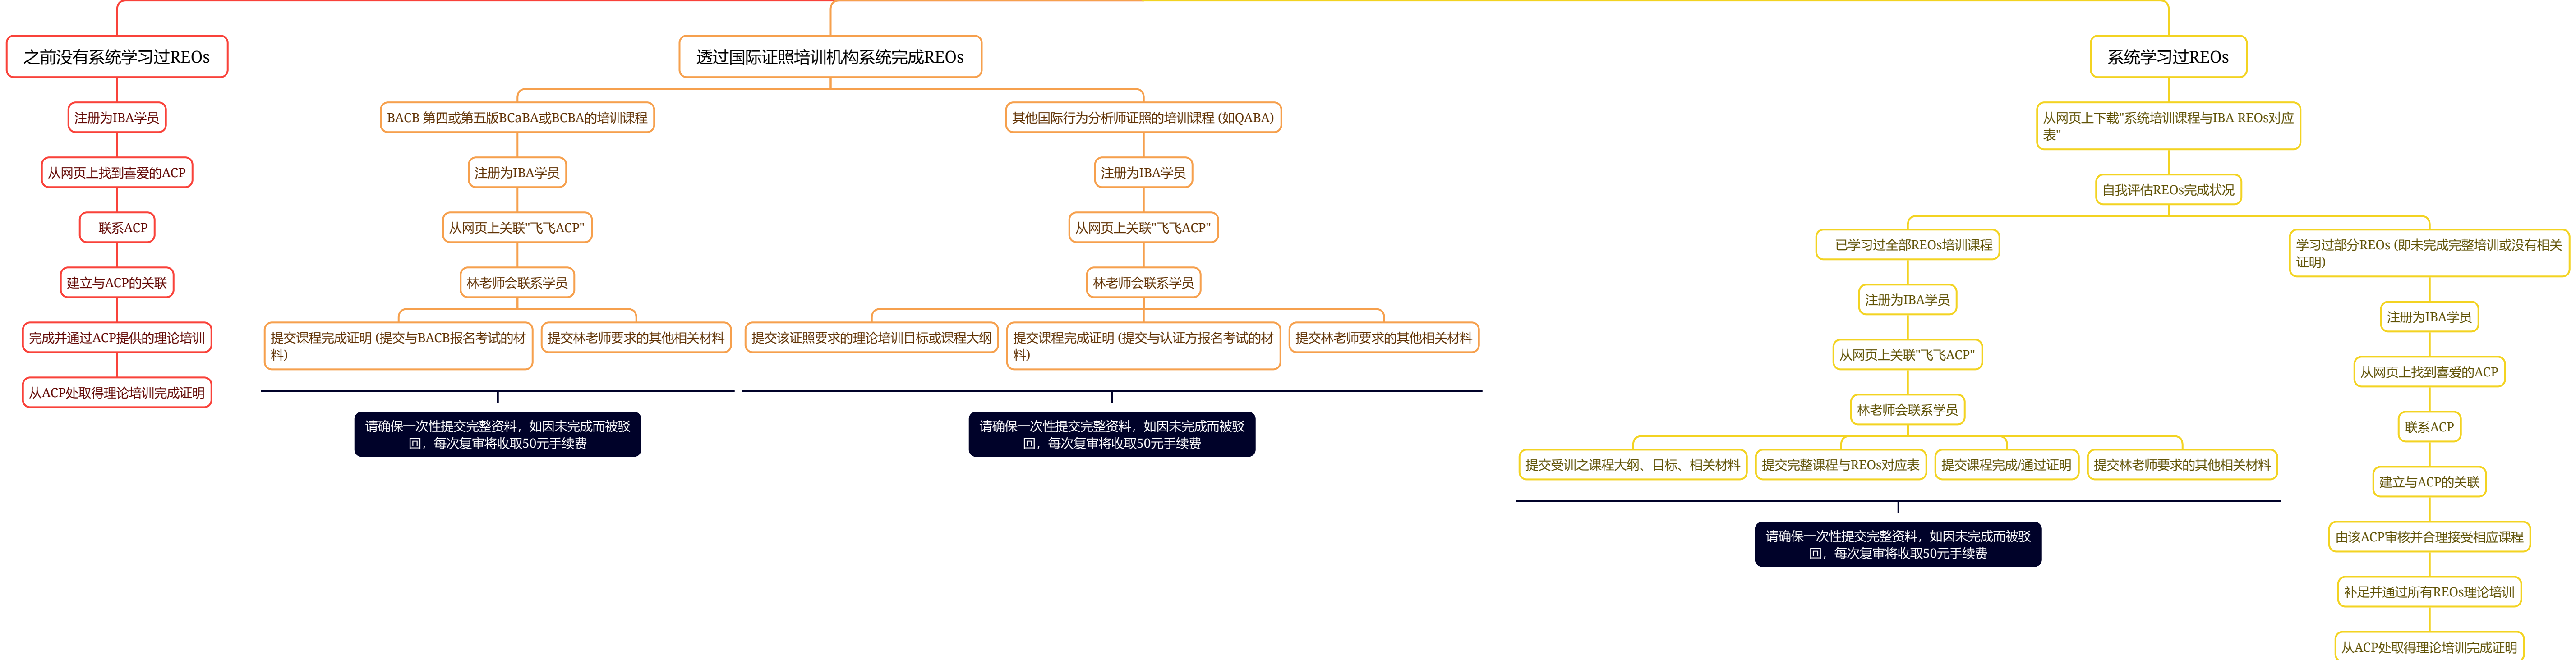 之前没有系统学习过REOs
注册为IBA学员
从网页上找到喜爱的ACP
联系ACP
建立与ACP的关联
完成并通过ACP提供的理论培训
从ACP处取得理论培训完成证明
透过国际证照培训机构系统完成REOs
BACB 第四或第五版BCaBA或BCBA的培训课程
注册为IBA学员
从网页上关联"飞飞ACP"
林老师会联系学员
提交课程完成证明 (提交与BACB报名考试的材
料)
提交林老师要求的其他相关材料
请确保一次性提交完整资料，如因未完成而被驳
回，每次复审将收取50元手续费
其他国际行为分析师证照的培训课程 (如QABA)
注册为IBA学员
从网页上关联"飞飞ACP"
林老师会联系学员
提交该证照要求的理论培训目标或课程大纲
提交课程完成证明 (提交与认证方报名考试的材
料)
提交林老师要求的其他相关材料
请确保一次性提交完整资料，如因未完成而被驳
回，每次复审将收取50元手续费
系统学习过REOs
从网页上下载"系统培训课程与IBA REOs对应
表"
自我评估REOs完成状况
已学习过全部REOs培训课程
注册为IBA学员
从网页上关联"飞飞ACP"
林老师会联系学员
提交受训之课程大纲、目标、相关材料
提交完整课程与REOs对应表
提交课程完成/通过证明
提交林老师要求的其他相关材料
请确保一次性提交完整资料，如因未完成而被驳
回，每次复审将收取50元手续费
学习过部分REOs (即未完成完整培训或没有相关
证明)
注册为IBA学员
从网页上找到喜爱的ACP
联系ACP
建立与ACP的关联
由该ACP审核并合理接受相应课程
补足并通过所有REOs理论培训
从ACP处取得理论培训完成证明